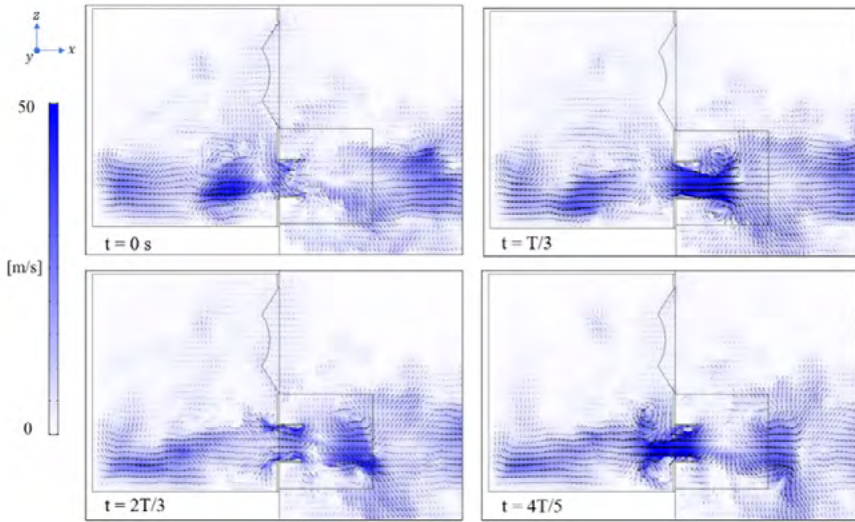 z
y x
50
[m/s]
0
t = 0 s
t = T/3
t = 2T/3
t = 4T/5